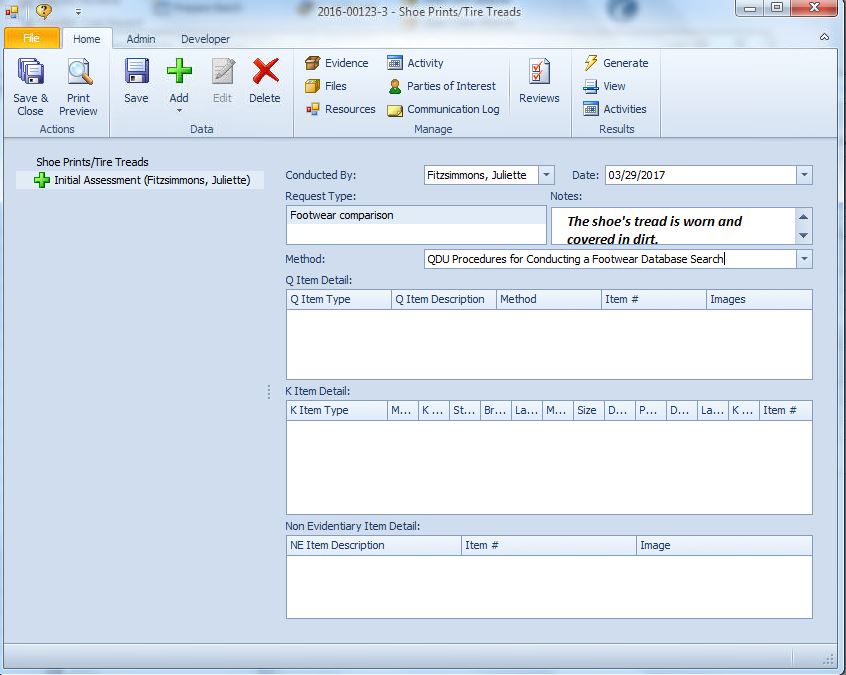 2016-00123-3 - Shoe Prints/Tire Treads
File Home Admin Developer
Save & Close
Print Preview
Actions
Save
Add
Edit
Delete
Data
Evidence
Files
Resources
Activity
Parties of Interest
Communication Log
Manage
Reviews
Generate
View
Activities
Results
Shoe Prints/Tire Treads
Initial Assessment (Fitzsimmons, Juliette)
Conducted By: Fitzsimmons, Juliette Date: 03/29/2017
Request Type: Notes:
Footwear comparison
The shoe's tread is worn and
covered in dirt.
Method: QDU Procedures for Conducting a Footwear Database Search
Q Item Detail:
Q Item Type Q Item Description Method Item # Images
K Item Detail:
K Item Type M... K ... St... Br... La... M... Size D... P... D... La... K ... Item #
Non Evidentiary Item Detail:
NE Item Description Item # Image